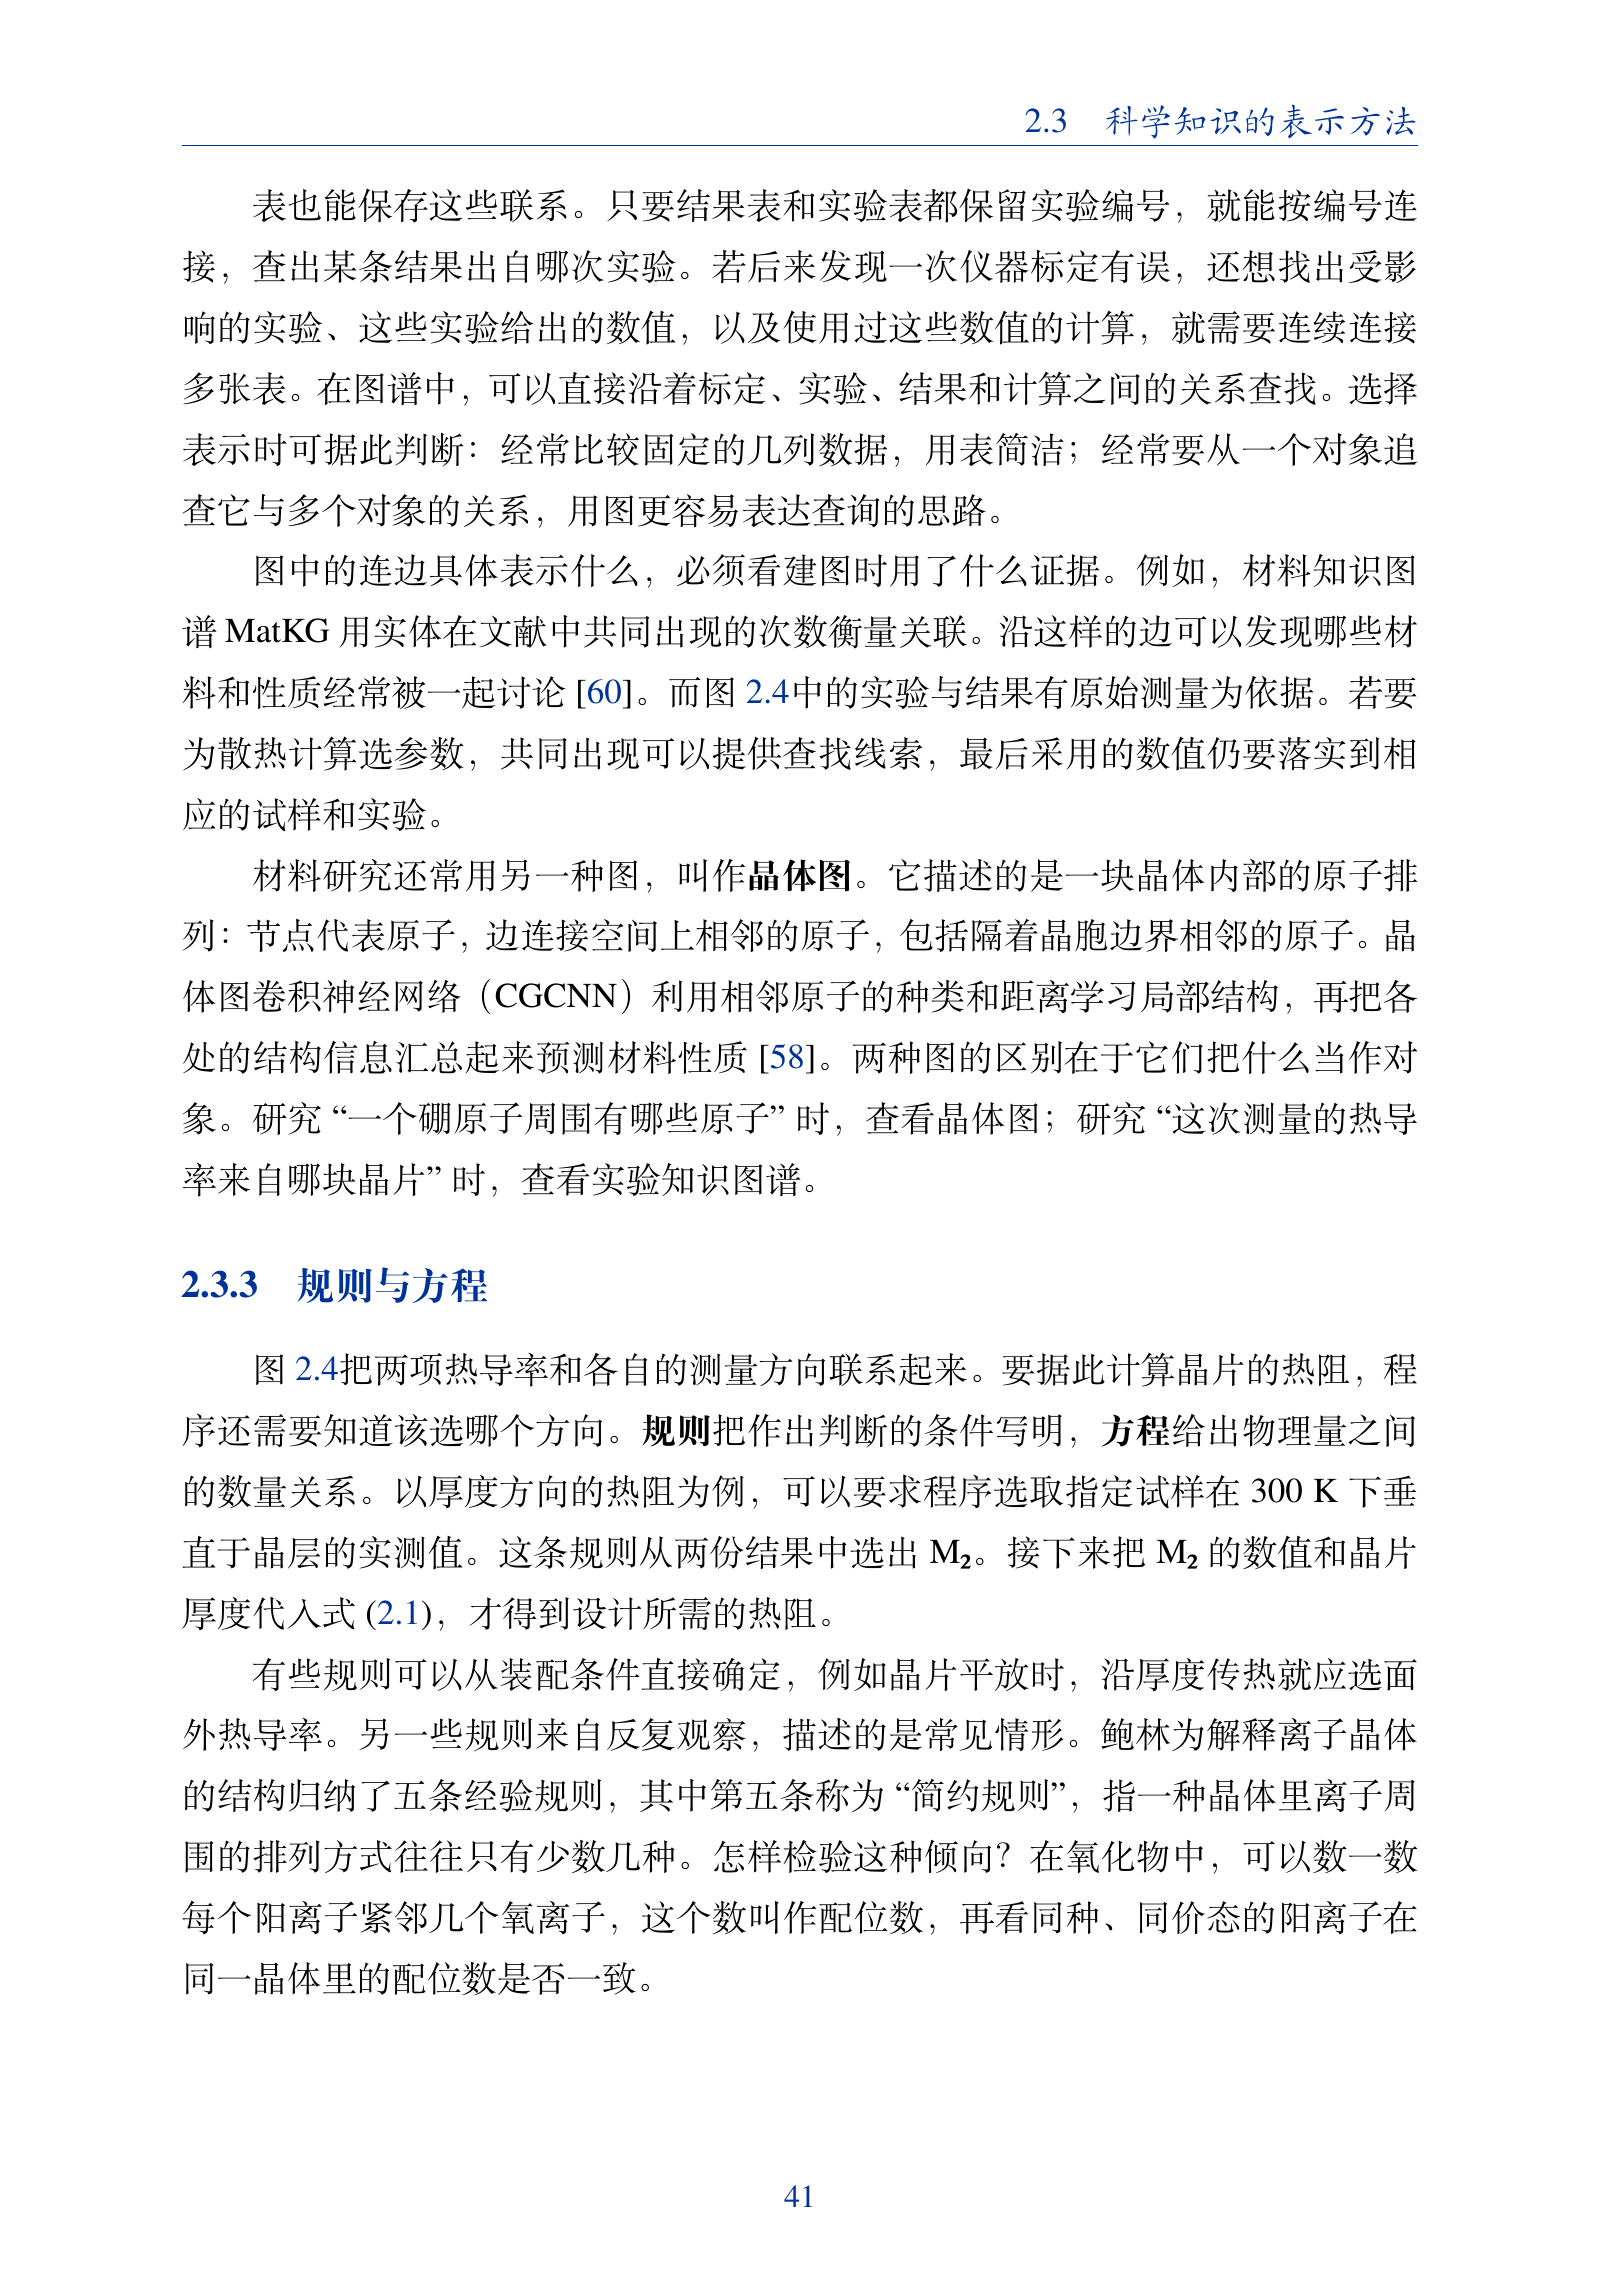 2.3 科学知识的表示方法
表也能保存这些联系。只要结果表和实验表都保留实验编号，就能按编号连
接，查出某条结果出自哪次实验。若后来发现一次仪器标定有误，还想找出受影
响的实验、这些实验给出的数值，以及使用过这些数值的计算，就需要连续连接
多张表。在图谱中，可以直接沿着标定、实验、结果和计算之间的关系查找。选择
表示时可据此判断：经常比较固定的几列数据，用表简洁；经常要从一个对象追
查它与多个对象的关系，用图更容易表达查询的思路。
图中的连边具体表示什么，必须看建图时用了什么证据。例如，材料知识图
谱 MatKG 用实体在文献中共同出现的次数衡量关联。沿这样的边可以发现哪些材
料和性质经常被一起讨论 [60]。而图 2.4中的实验与结果有原始测量为依据。若要
为散热计算选参数，共同出现可以提供查找线索，最后采用的数值仍要落实到相
应的试样和实验。
材料研究还常用另一种图，叫作晶体图。它描述的是一块晶体内部的原子排
列：节点代表原子，边连接空间上相邻的原子，包括隔着晶胞边界相邻的原子。晶
体图卷积神经网络（CGCNN）利用相邻原子的种类和距离学习局部结构，再把各
处的结构信息汇总起来预测材料性质 [58]。两种图的区别在于它们把什么当作对
象。研究 “一个硼原子周围有哪些原子” 时，查看晶体图；研究 “这次测量的热导
率来自哪块晶片” 时，查看实验知识图谱。
2.3.3 规则与方程
图 2.4把两项热导率和各自的测量方向联系起来。要据此计算晶片的热阻，程
序还需要知道该选哪个方向。规则把作出判断的条件写明，方程给出物理量之间
的数量关系。以厚度方向的热阻为例，可以要求程序选取指定试样在 300 K 下垂
直于晶层的实测值。这条规则从两份结果中选出 M₂。接下来把 M₂ 的数值和晶片
厚度代入式 (2.1)，才得到设计所需的热阻。
有些规则可以从装配条件直接确定，例如晶片平放时，沿厚度传热就应选面
外热导率。另一些规则来自反复观察，描述的是常见情形。鲍林为解释离子晶体
的结构归纳了五条经验规则，其中第五条称为 “简约规则”，指一种晶体里离子周
围的排列方式往往只有少数几种。怎样检验这种倾向？在氧化物中，可以数一数
每个阳离子紧邻几个氧离子，这个数叫作配位数，再看同种、同价态的阳离子在
同一晶体里的配位数是否一致。
41